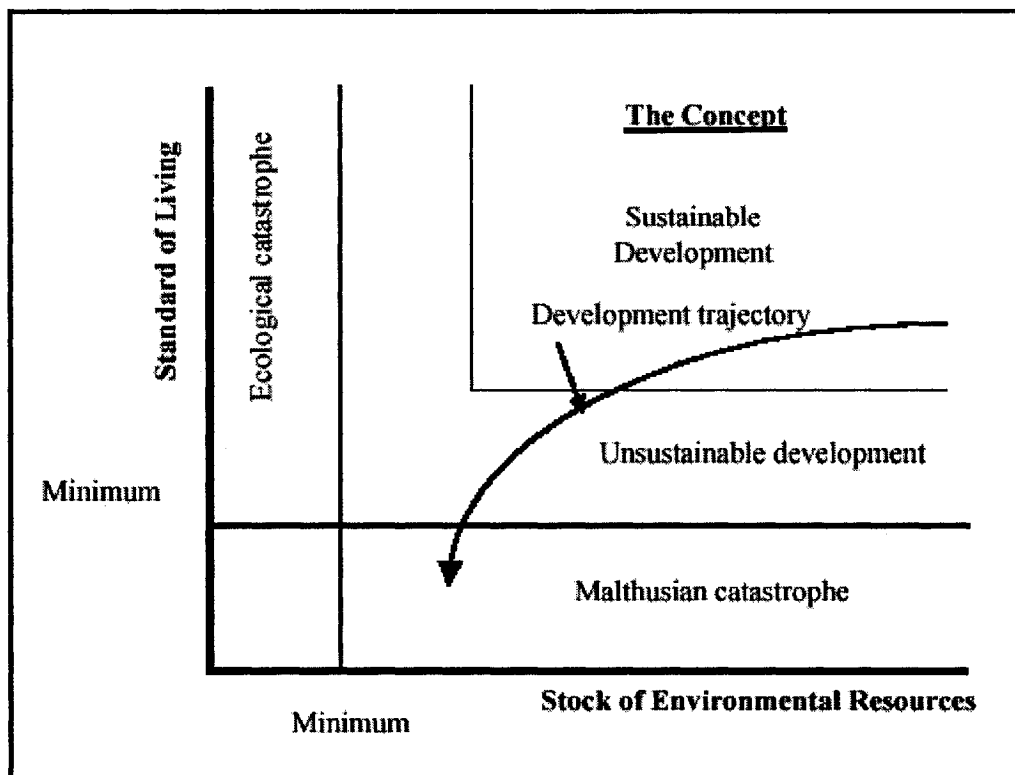 The Concept
Standard of Living
Ecological catastrophe
Sustainable
Development
Development trajectory
Unsustainable development
Minimum
Malthusian catastrophe
Stock of Environmental Resources
Minimum